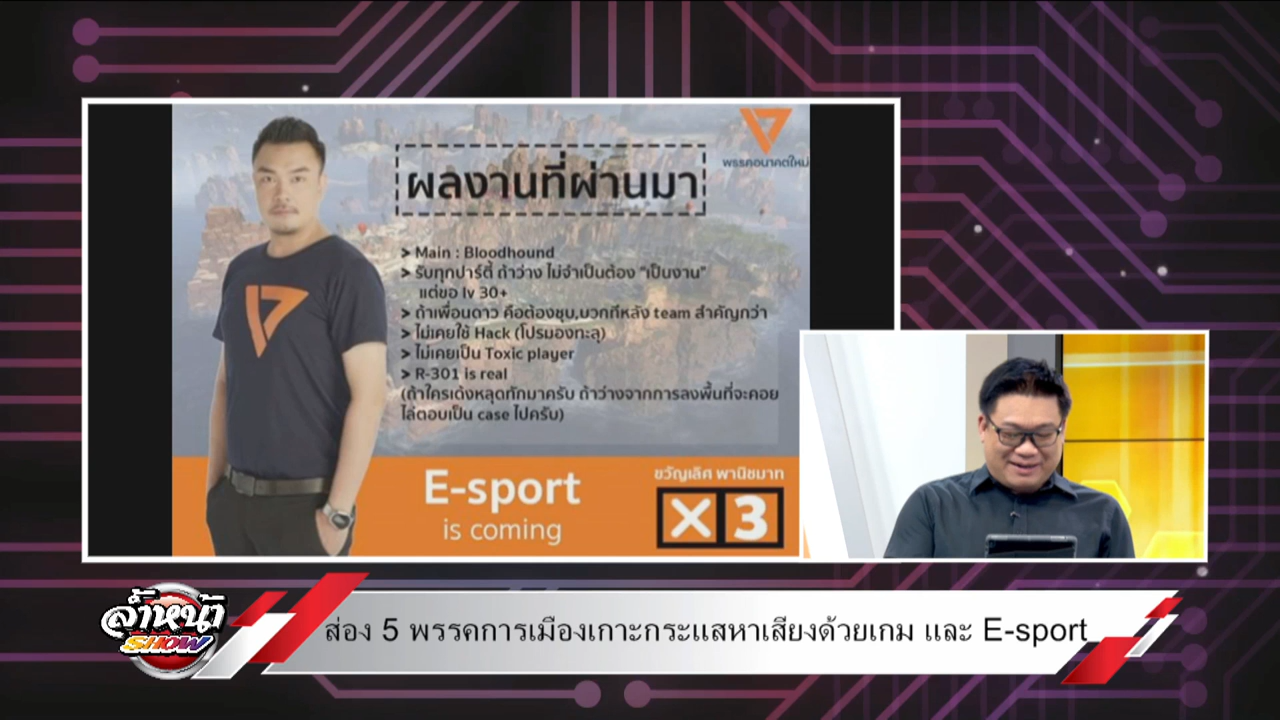 พรรคอนาคตใหม่
ผลงานที่ผ่านมา
> Main : Bloodhound
> รับทุกปาร์ตี้ ถ้าว่าง ไม่จำเป็นต้อง "เป็นงาน"
แต่ขอ lv 30+
> ถ้าเพื่อนดาว คือต้องชุบ,บวกทีหลัง team สำคัญกว่า
> ไม่เคยใช้ Hack (โปรมองทะลุ)
> ไม่เคยเป็น Toxic player
> R-301 is real
(ถ้าใครเด้งหลุดทักมาครับ ถ้าว่างจากการลงพื้นที่จะคอย
ไล่ตอบเป็น case ไปครับ)
E-sport
is coming
ขวัญเลิศ พานิชมาท
X 3
ล้ำหน้า
SHOW
ส่อง 5 พรรคการเมืองเกาะกระแสหาเสียงด้วยเกม และ E-sport